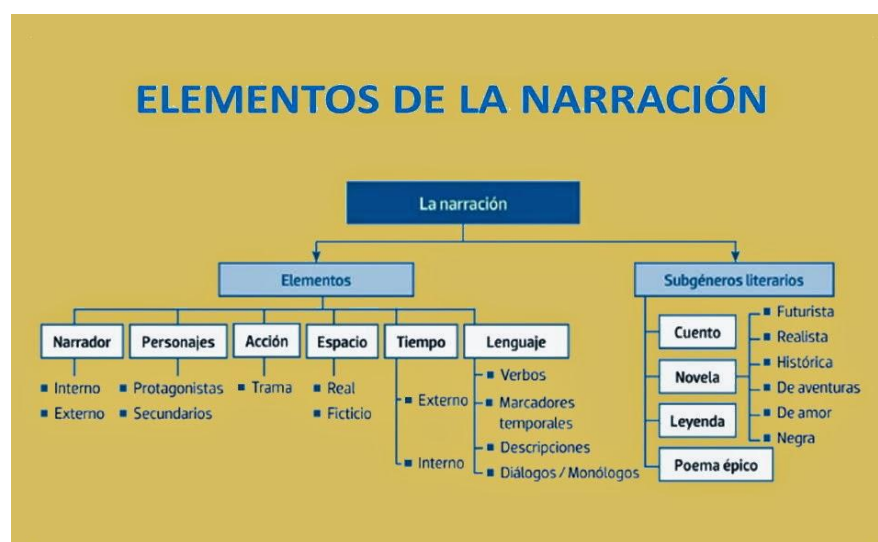 ELEMENTOS DE LA NARRACIÓN
La narración
Elementos
Subgéneros literarios
Narrador
Personajes
Acción
Espacio
Tiempo
Lenguaje
Interno
Externo
Protagonistas
Secundarios
Trama
Real
Ficticio
Externo
Interno
Verbos
Marcadores
temporales
Descripciones
Diálogos / Monólogos
Cuento
Novela
Leyenda
Poema épico
Futurista
Realista
Histórica
De aventuras
De amor
Negra